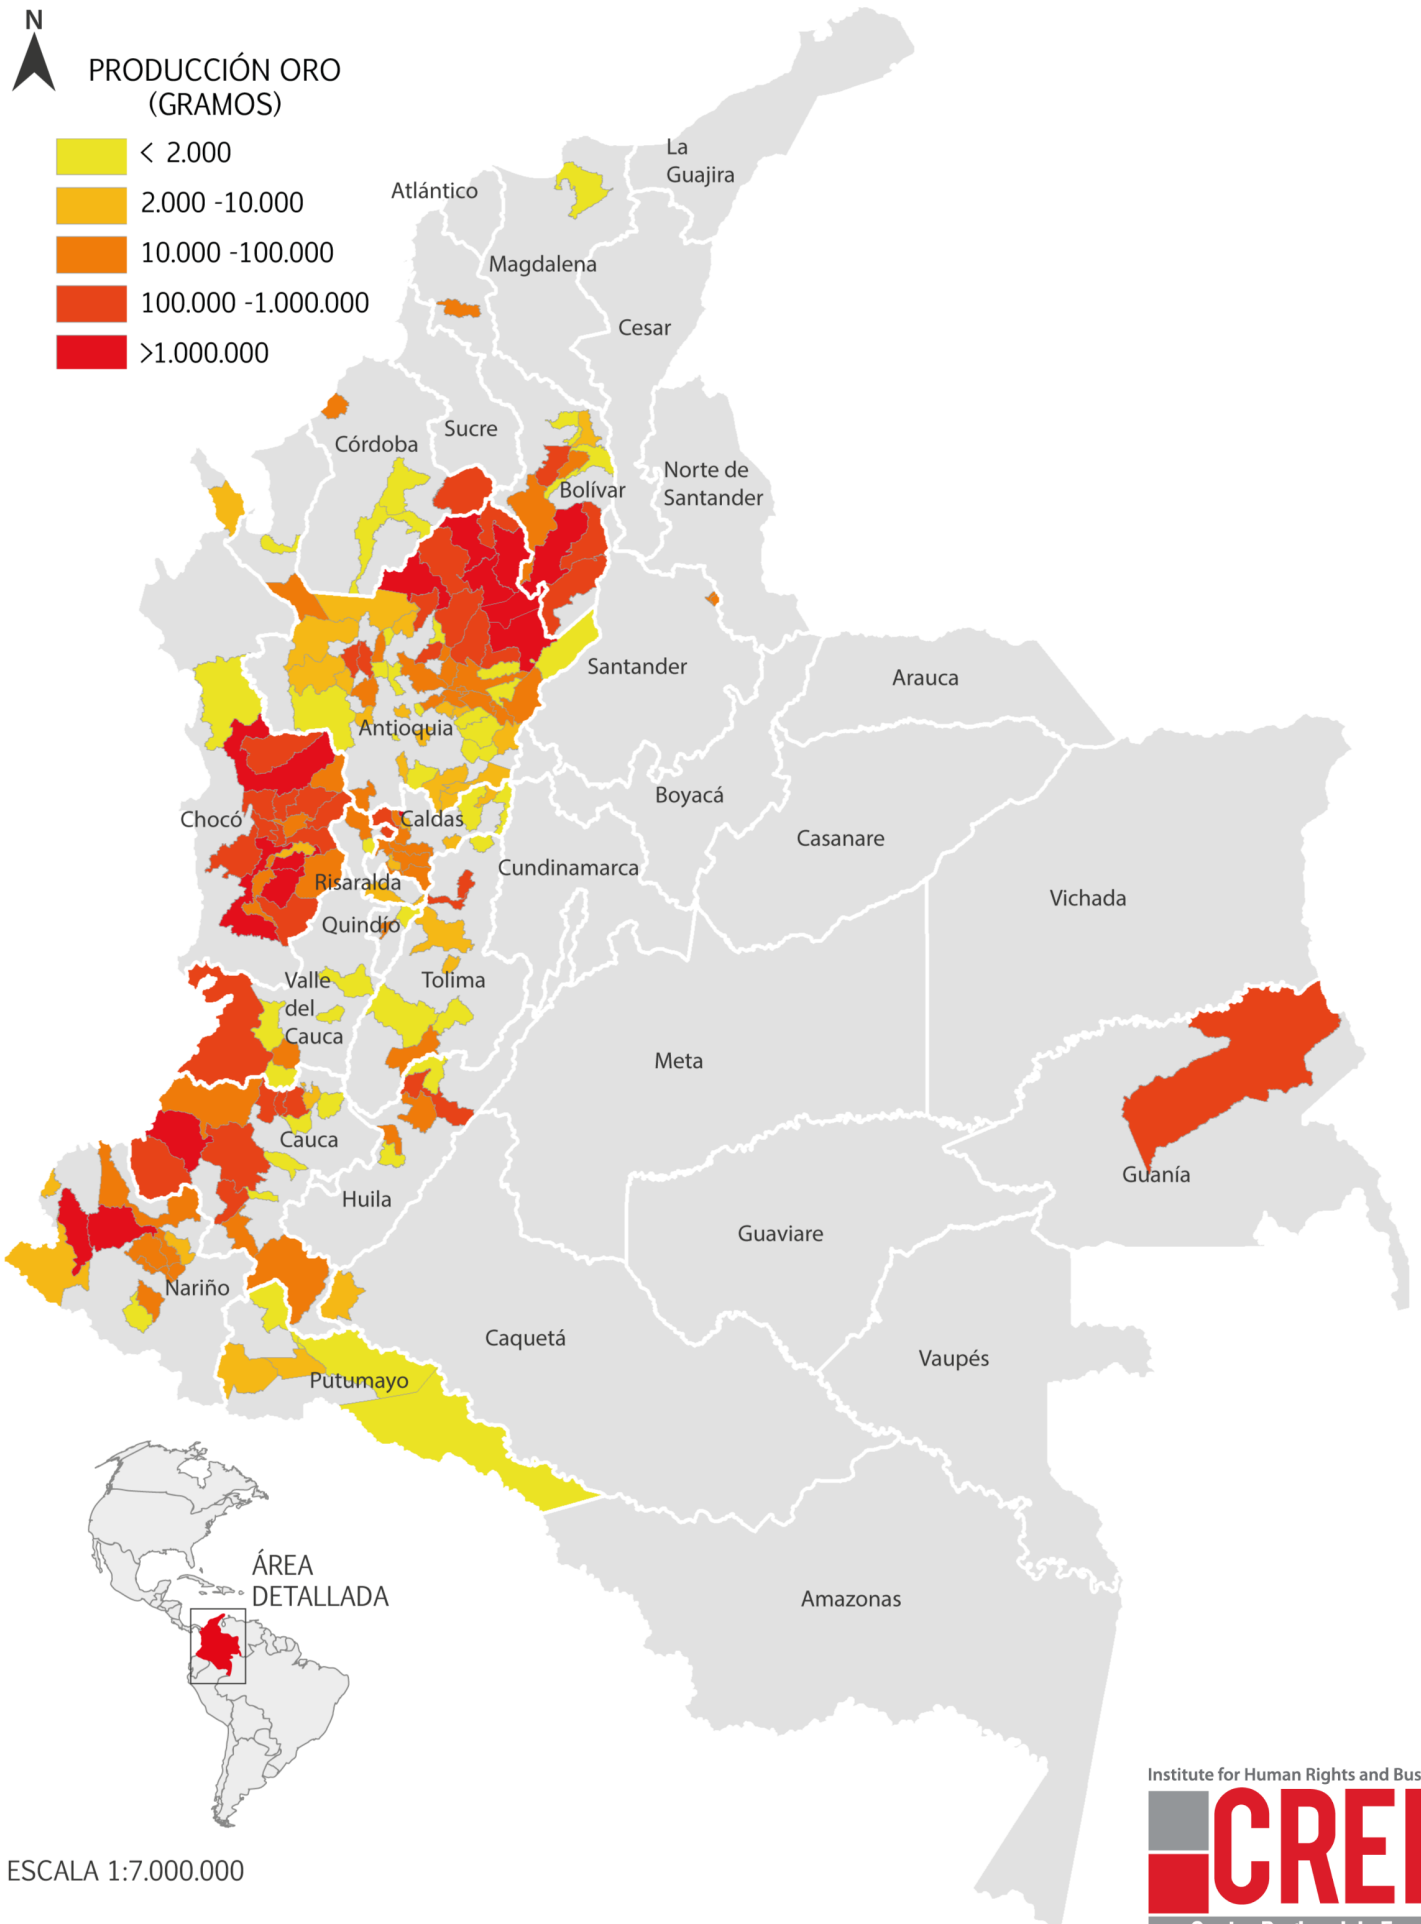 N
PRODUCCIÓN ORO
(GRAMOS)
< 2.000
2.000 -10.000
10.000 -100.000
100.000 -1.000.000
>1.000.000
La
Guajira
Atlántico
Magdalena
Cesar
Sucre
Córdoba
Norte de
Santander
Bolívar
Santander
Arauca
Antioquia
Boyacá
Chocó
Caldas
Casanare
Cundinamarca
Risaralda
Vichada
Quindío
Valle
del
Cauca
Tolima
Meta
Cauca
Guanía
Huila
Guaviare
Nariño
Caquetá
Vaupés
Putumayo
ÁREA
DETALLADA
Amazonas
Institute for Human Rights and Bus
CRE
ESCALA 1:7.000.000